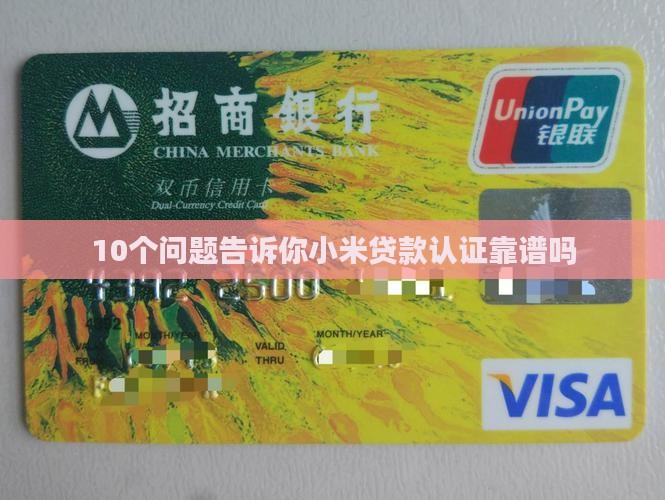 招商银行
CHINA MERCHANTS BANK
双币信用卡
Dual-Currency Credit Card
UnionPay
银联
10个问题告诉你小米贷款认证靠谱吗
4392 2500
MONTH/YEAR
MONTH/YEAR
VALID
THRU
VISA